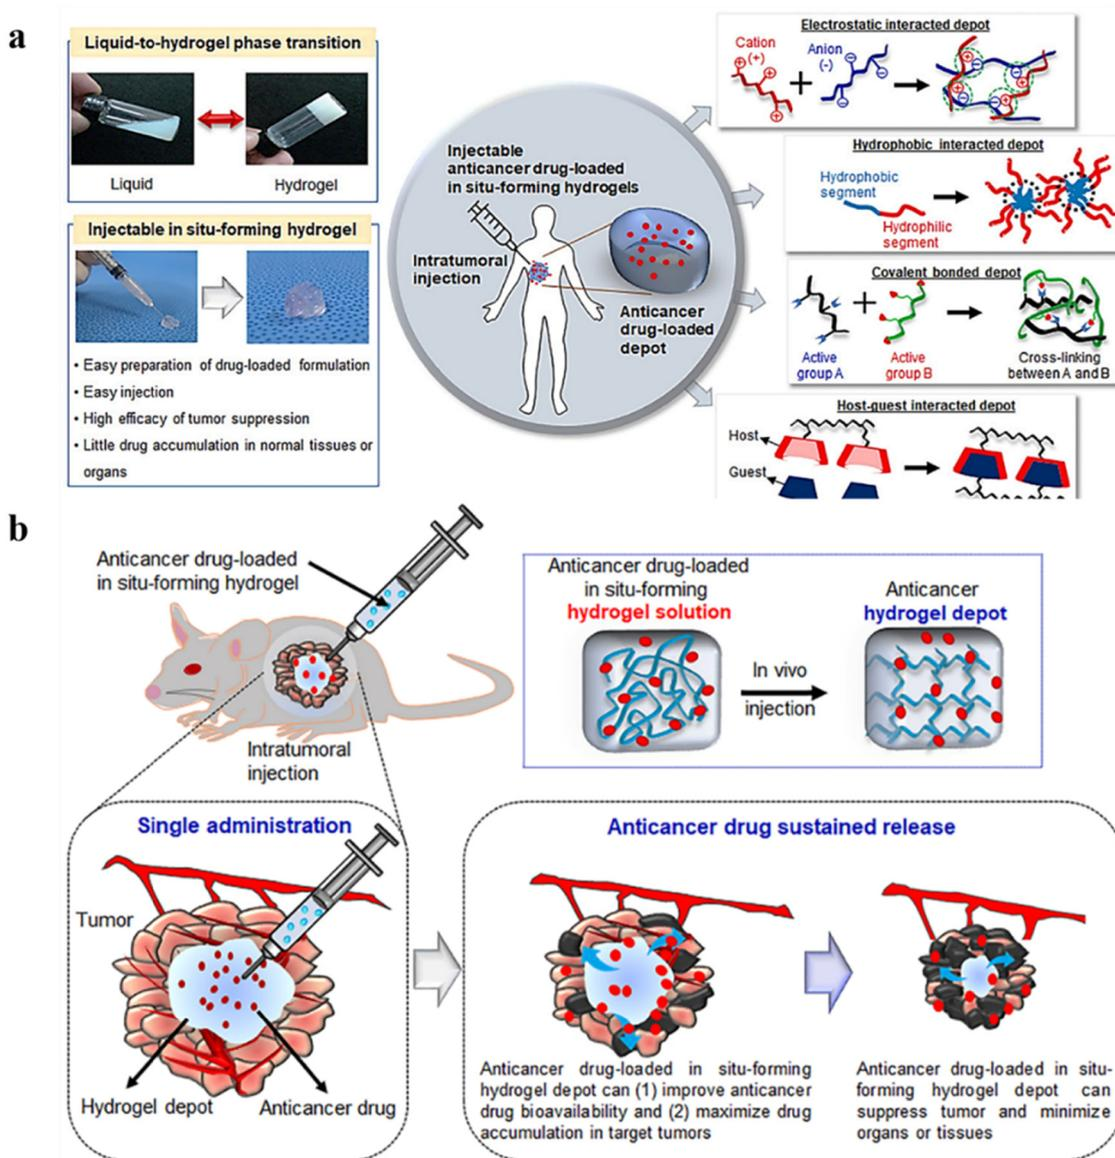 a
Liquid-to-hydrogel phase transition
Liquid
Hydrogel
Injectable in situ-forming hydrogel
• Easy preparation of drug-loaded formulation
• Easy injection
• High efficacy of tumor suppression
• Little drug accumulation in normal tissues or
organs
Injectable
anticancer drug-loaded
in situ-forming hydrogels
Intratumoral
injection
Anticancer
drug-loaded
depot
Electrostatic interacted depot
Cation
(+)
Anion
(-)
Hydrophobic interacted depot
Hydrophobic
segment
Hydrophilic
segment
Covalent bonded depot
Active
group A
Active
group B
Cross-linking
between A and B
Host-guest interacted depot
Host
Guest
b
Anticancer drug-loaded
in situ-forming hydrogel
Intratumoral
injection
Anticancer drug-loaded
in situ-forming
hydrogel solution
In vivo
injection
Anticancer
hydrogel depot
Single administration
Tumor
Hydrogel depot
Anticancer drug
Anticancer drug sustained release
Anticancer drug-loaded in situ-forming
hydrogel depot can (1) improve anticancer
drug bioavailability and (2) maximize drug
accumulation in target tumors
Anticancer drug-loaded in situ-
forming hydrogel depot can
suppress tumor and minimize
organs or tissues